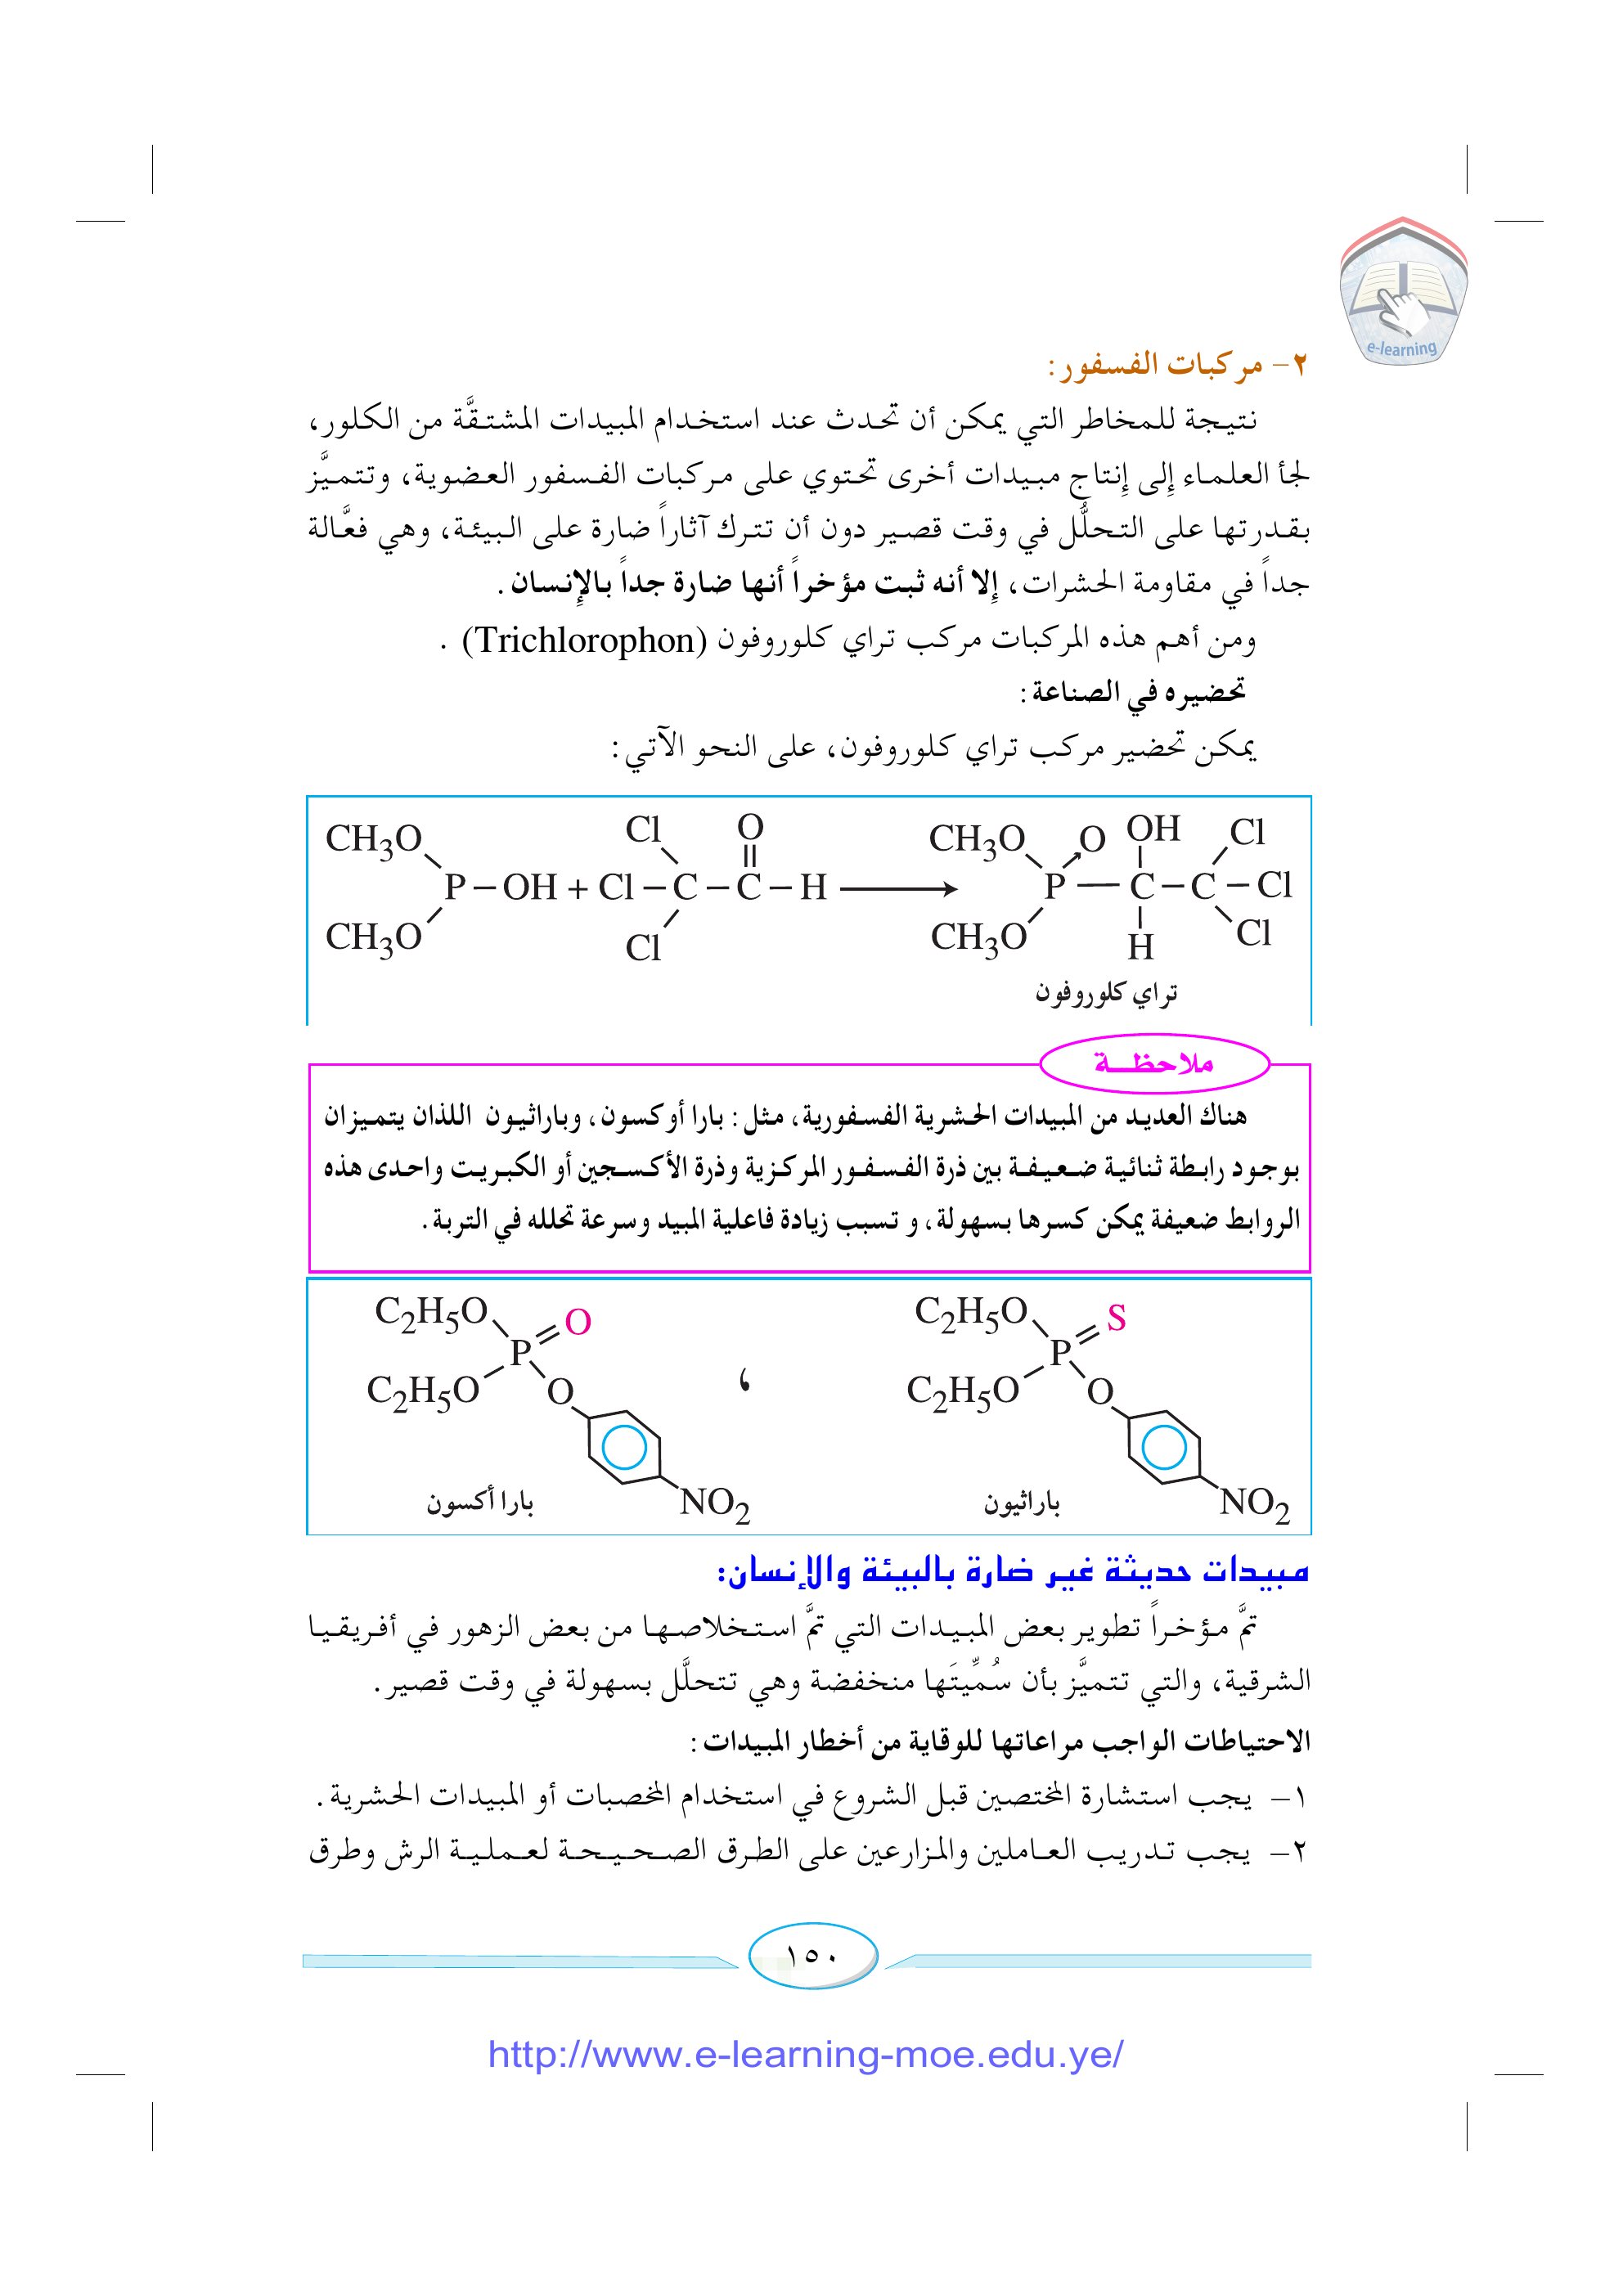 e-learning
٢- مركبات الفسفور:
نتيجة للمخاطر التي يمكن أن تحدث عند استخدام المبيدات المشتقَّة من الكلور،
لجأ العلماء إِلى إِنتاج مبيدات أخرى تحتوي على مركبات الفسفور العضوية، وتتميَّز
بقدرتها على التحلُّل في وقت قصير دون أن تترك آثاراً ضارة على البيئة، وهي فعَّالة
جداً في مقاومة الحشرات، إِلا أنه ثبت مؤخراً أنها ضارة جداً بالإِنسان.
ومن أهم هذه المركبات مركب تراي كلوروفون (Trichlorophon) .
تحضيره في الصناعة:
يمكن تحضير مركب تراي كلوروفون، على النحو الآتي:
CH3O Cl O CH3O O OH Cl
P – OH + Cl – C – C – H ⟶ P — C – C – Cl
CH3O Cl CH3O H Cl
تراي كلوروفون
ملاحظــة
هناك العديد من المبيدات الحشرية الفسفورية، مثل: بارا أوكسون، وباراثيون اللذان يتميزان
بوجود رابطة ثنائية ضعيفة بين ذرة الفسفور المركزية وذرة الأكسجين أو الكبريت واحدى هذه
الروابط ضعيفة يمكن كسرها بسهولة، و تسبب زيادة فاعلية المبيد وسرعة تحلله في التربة.
C2H5O O C2H5O S
P P
C2H5O O ، C2H5O O
بارا أكسون NO2 باراثيون NO2
مبيدات حديثة غير ضارة بالبيئة والإنسان:
تمَّ مؤخراً تطوير بعض المبيدات التي تمَّ استخلاصها من بعض الزهور في أفريقيا
الشرقية، والتي تتميَّز بأن سُمِّيتَها منخفضة وهي تتحلَّل بسهولة في وقت قصير.
الاحتياطات الواجب مراعاتها للوقاية من أخطار المبيدات:
١- يجب استشارة المختصين قبل الشروع في استخدام المخصبات أو المبيدات الحشرية.
٢- يجب تدريب العاملين والمزارعين على الطرق الصحيحة لعملية الرش وطرق
١٥٠
http://www.e-learning-moe.edu.ye/